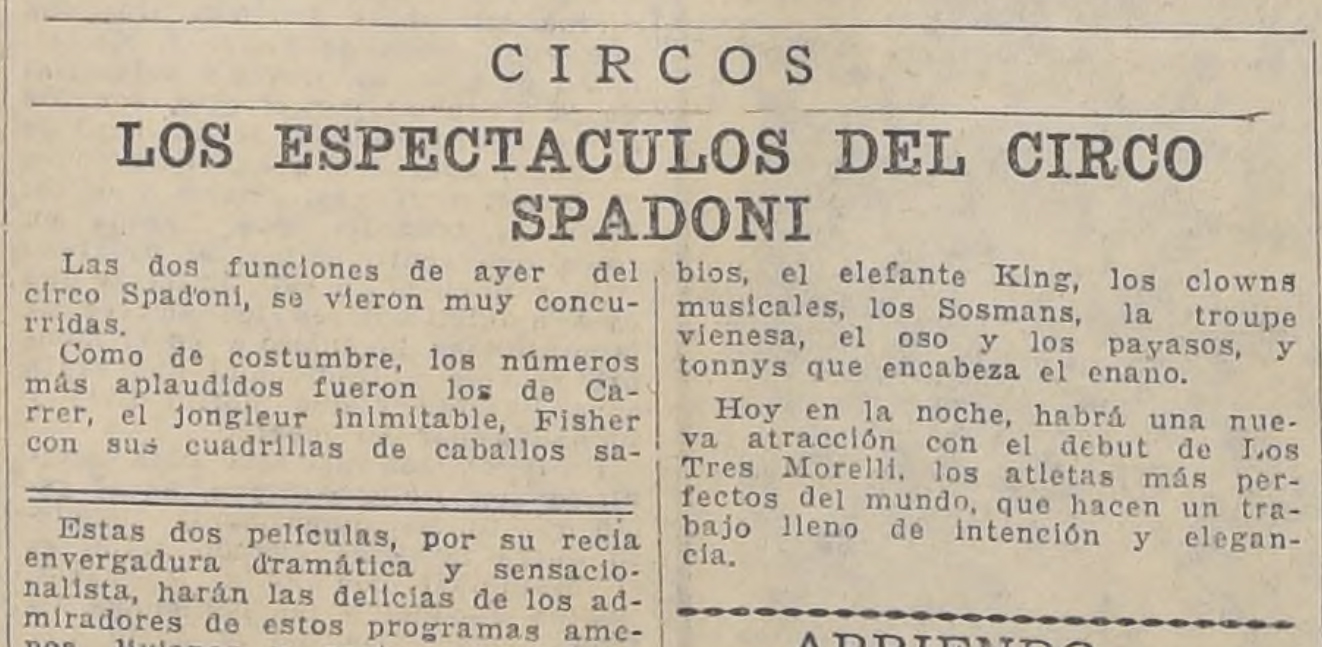 CIRCOS
LOS ESPECTACULOS DEL CIRCO
SPADONI
Las dos funciones de ayer del
circo Spadoni, se vieron muy concu-
rridas.
Como de costumbre, los números
más aplaudidos fueron los de Ca-
rrer, el jongleur inimitable, Fisher
con sus cuadrillas de caballos sa-
bios, el elefante King, los clowns
musicales, los Sosmans, la troupe
vienesa, el oso y los payasos, y
tonnys que encabeza el enano.
Hoy en la noche, habrá una nue-
va atracción con el debut de Los
Tres Morelli, los atletas más per-
fectos del mundo, que hacen un tra-
bajo lleno de intención y elegan-
cia.
Estas dos películas, por su recia
envergadura dramática y sensacio-
nalista, harán las delicias de los ad-
miradores de estos programas ame-
ARRIENDO